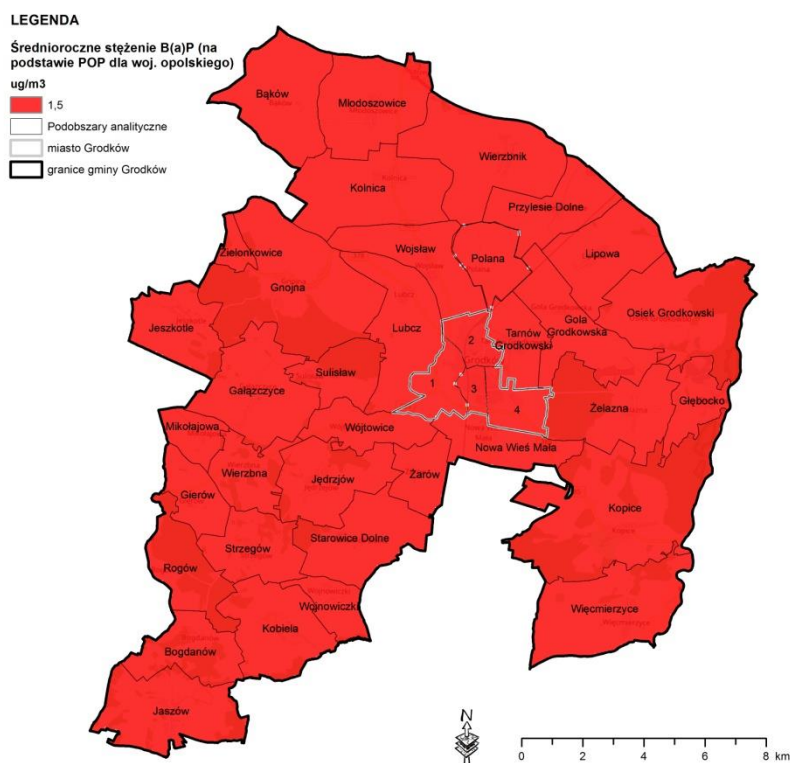 LEGENDA
Średnioroczne stężenie B(a)P (na
podstawie POP dla woj. opolskiego)
ug/m3
1,5
Podobszary analityczne
miasto Grodków
granice gminy Grodków
Bąków
Młodoszowice
Wierzbnik
Kolnica
Przylesie Dolne
Wojsław
Polana
Lipowa
Zielonkowice
Gnojna
Osiek Grodkowski
Jeszkotle
Lubcz
Tarnów
Grodkowski
Gola
Grodkowska
2
Sulisław
1
3
4
Gałązczyce
Żelazna
Głębocko
Mikołajowa
Wójtowice
Nowa Wieś Mała
Wierzbna
Jędrzjów
Żarów
Gierów
Kopice
Strzegów
Starowice Dolne
Rogów
Wojnowiczki
Więcmierzyce
Kobiela
Bogdanów
Jaszów
N
0 2 4 6 8 km